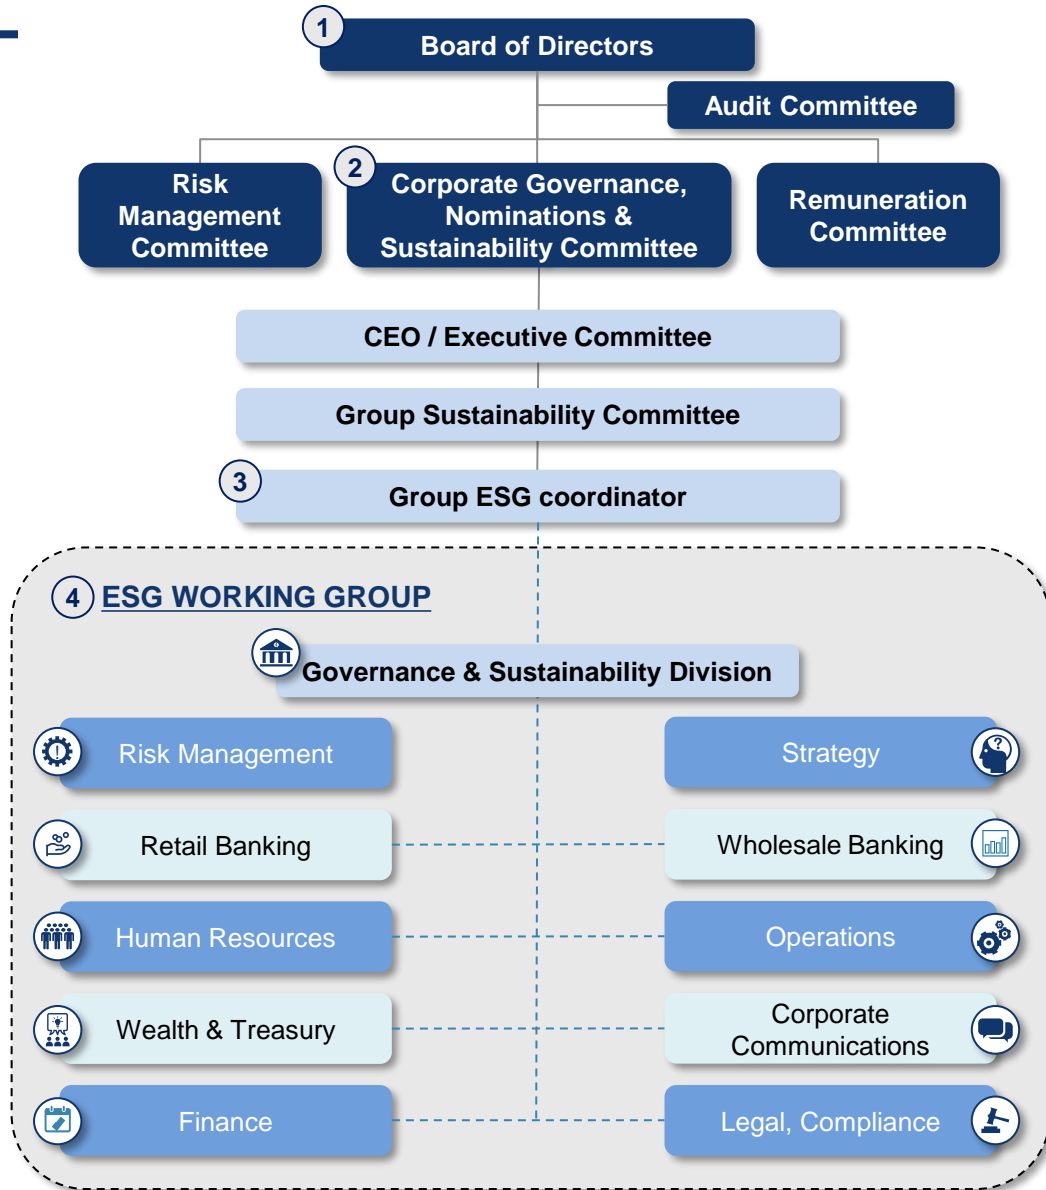 1
Board of Directors
Audit Committee
Risk
Management
Committee
2
Corporate Governance,
Nominations &
Sustainability Committee
Remuneration
Committee
CEO / Executive Committee
Group Sustainability Committee
3
Group ESG coordinator
4 ESG WORKING GROUP
Governance & Sustainability Division
Risk Management
Strategy
Retail Banking
Wholesale Banking
Human Resources
Operations
Wealth & Treasury
Corporate
Communications
Finance
Legal, Compliance